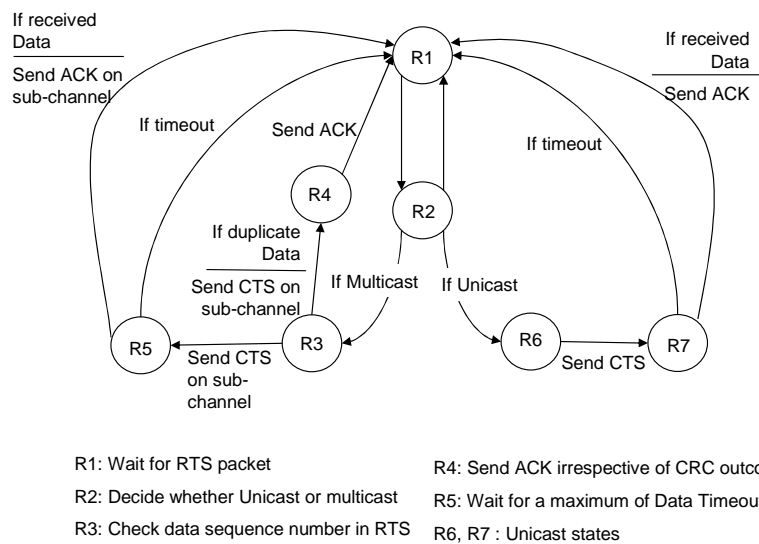 If received
Data
Send ACK on
sub-channel
If received
Data
Send ACK
R1
If timeout
Send ACK
If timeout
R4
R2
If duplicate
Data
Send CTS on
sub-channel
If Multicast
If Unicast
R5
R3
R6
R7
Send CTS
on sub-
channel
Send CTS
R1: Wait for RTS packet
R2: Decide whether Unicast or multicast
R3: Check data sequence number in RTS
R4: Send ACK irrespective of CRC outco
R5: Wait for a maximum of Data Timeou
R6, R7 : Unicast states